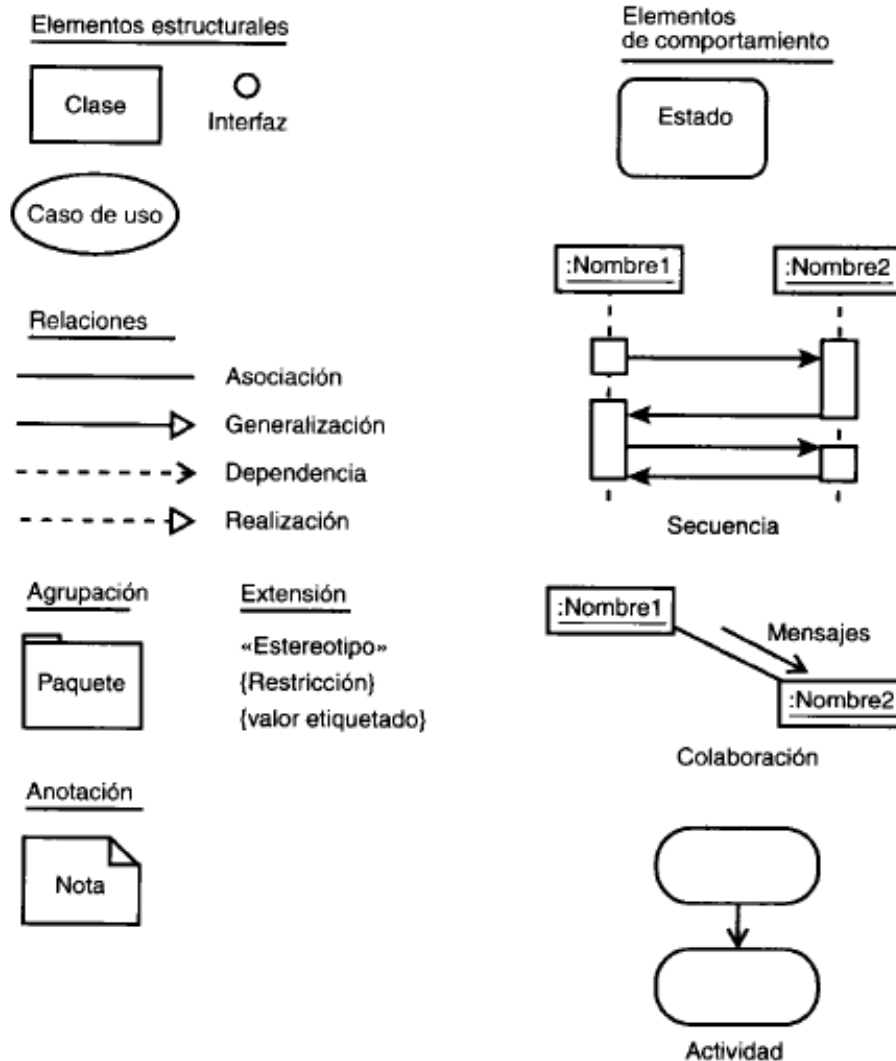 Elementos estructurales
Clase
Interfaz
Caso de uso
Relaciones
Asociación
Generalización
Dependencia
Realización
Agrupación
Paquete
Extensión
«Estereotipo»
{Restricción}
{valor etiquetado}
Anotación
Nota
Elementos
de comportamiento
Estado
:Nombre1
:Nombre2
Secuencia
:Nombre1
Mensajes
:Nombre2
Colaboración
Actividad